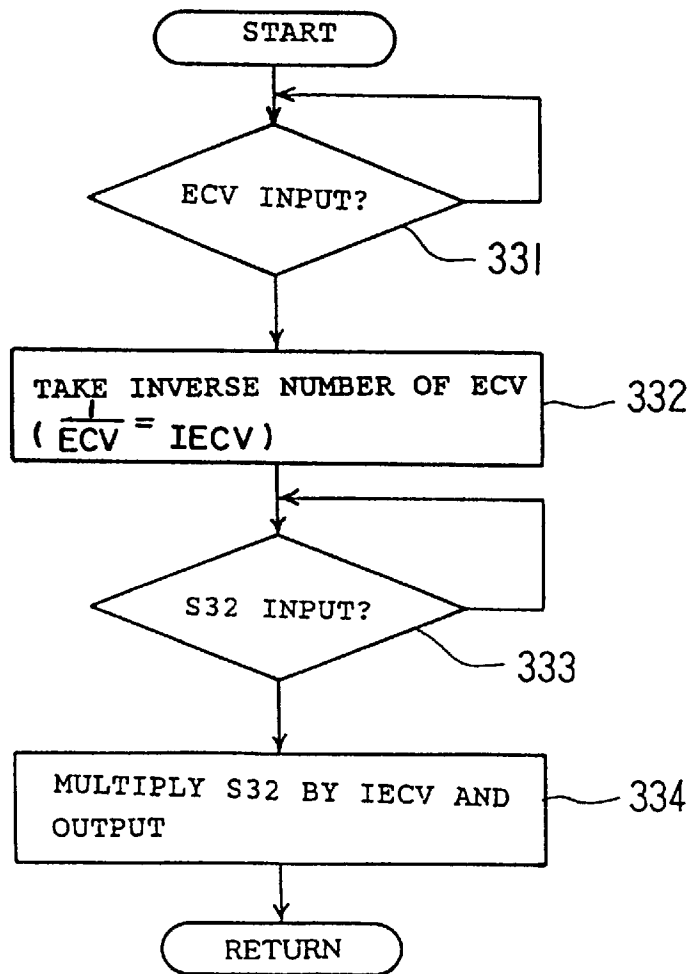 START
ECV INPUT?
331
TAKE INVERSE NUMBER OF ECV
( 1/ECV = IECV)
332
S32 INPUT?
333
MULTIPLY S32 BY IECV AND
OUTPUT
334
RETURN